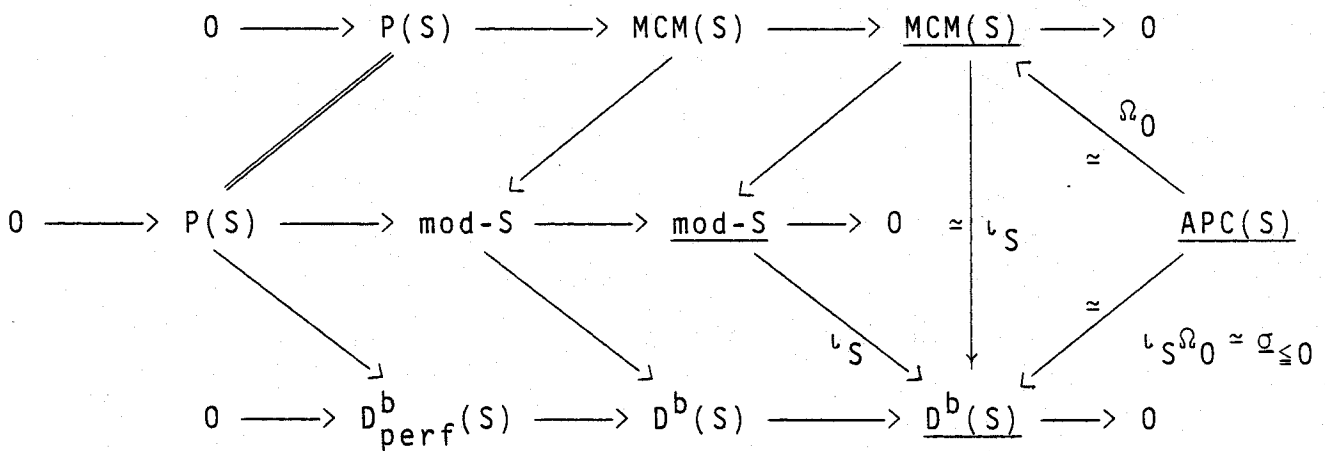 0 → P(S) → MCM(S) → MCM(S) → 0
Ω0
≃
0 → P(S) → mod-S → mod-S → 0 ≃ ιS APC(S)
≃
ιS ιSΩ0 ≃ σ≦0
0 → Dbperf(S) → Db(S) → Db(S) → 0